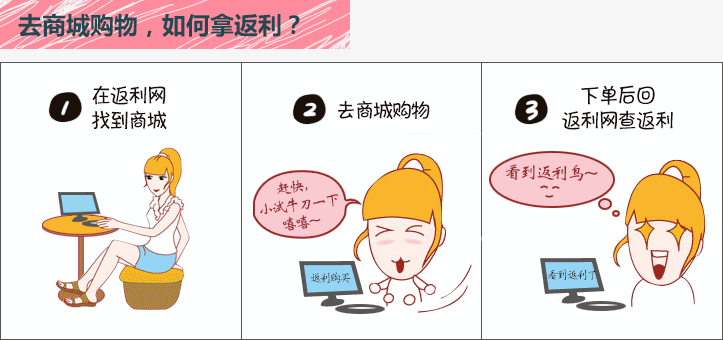 去商城购物，如何拿返利？
1
在返利网
找到商城
2
去商城购物
赶快，
小试牛刀一下
嘻嘻～
返利购买
3
下单后回
返利网查返利
看到返利鸟～
看到返利了